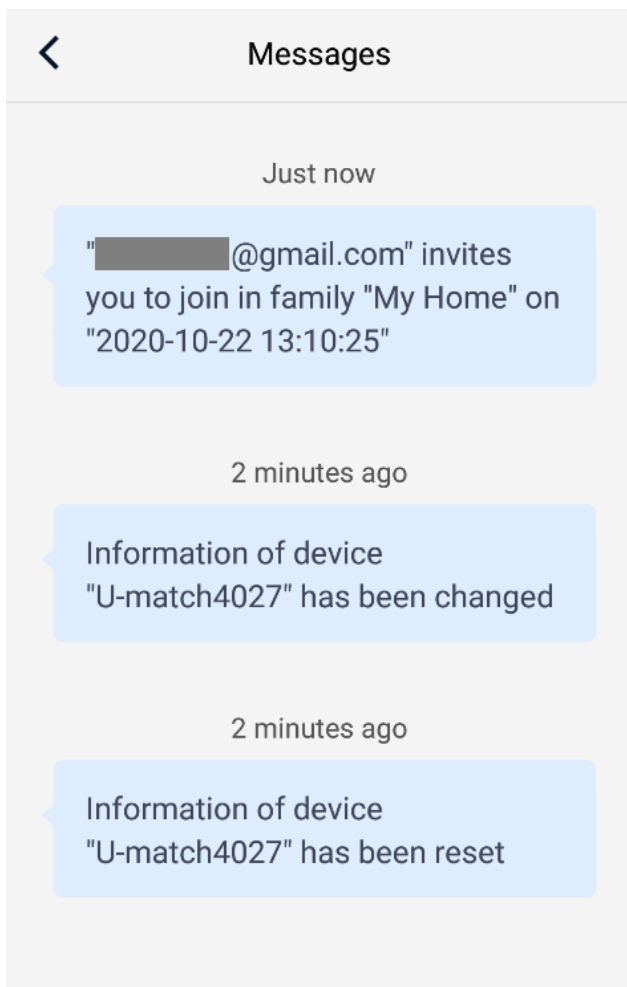 Messages
Just now
"@gmail.com" invites
you to join in family "My Home" on
"2020-10-22 13:10:25"
2 minutes ago
Information of device
"U-match4027" has been changed
2 minutes ago
Information of device
"U-match4027" has been reset